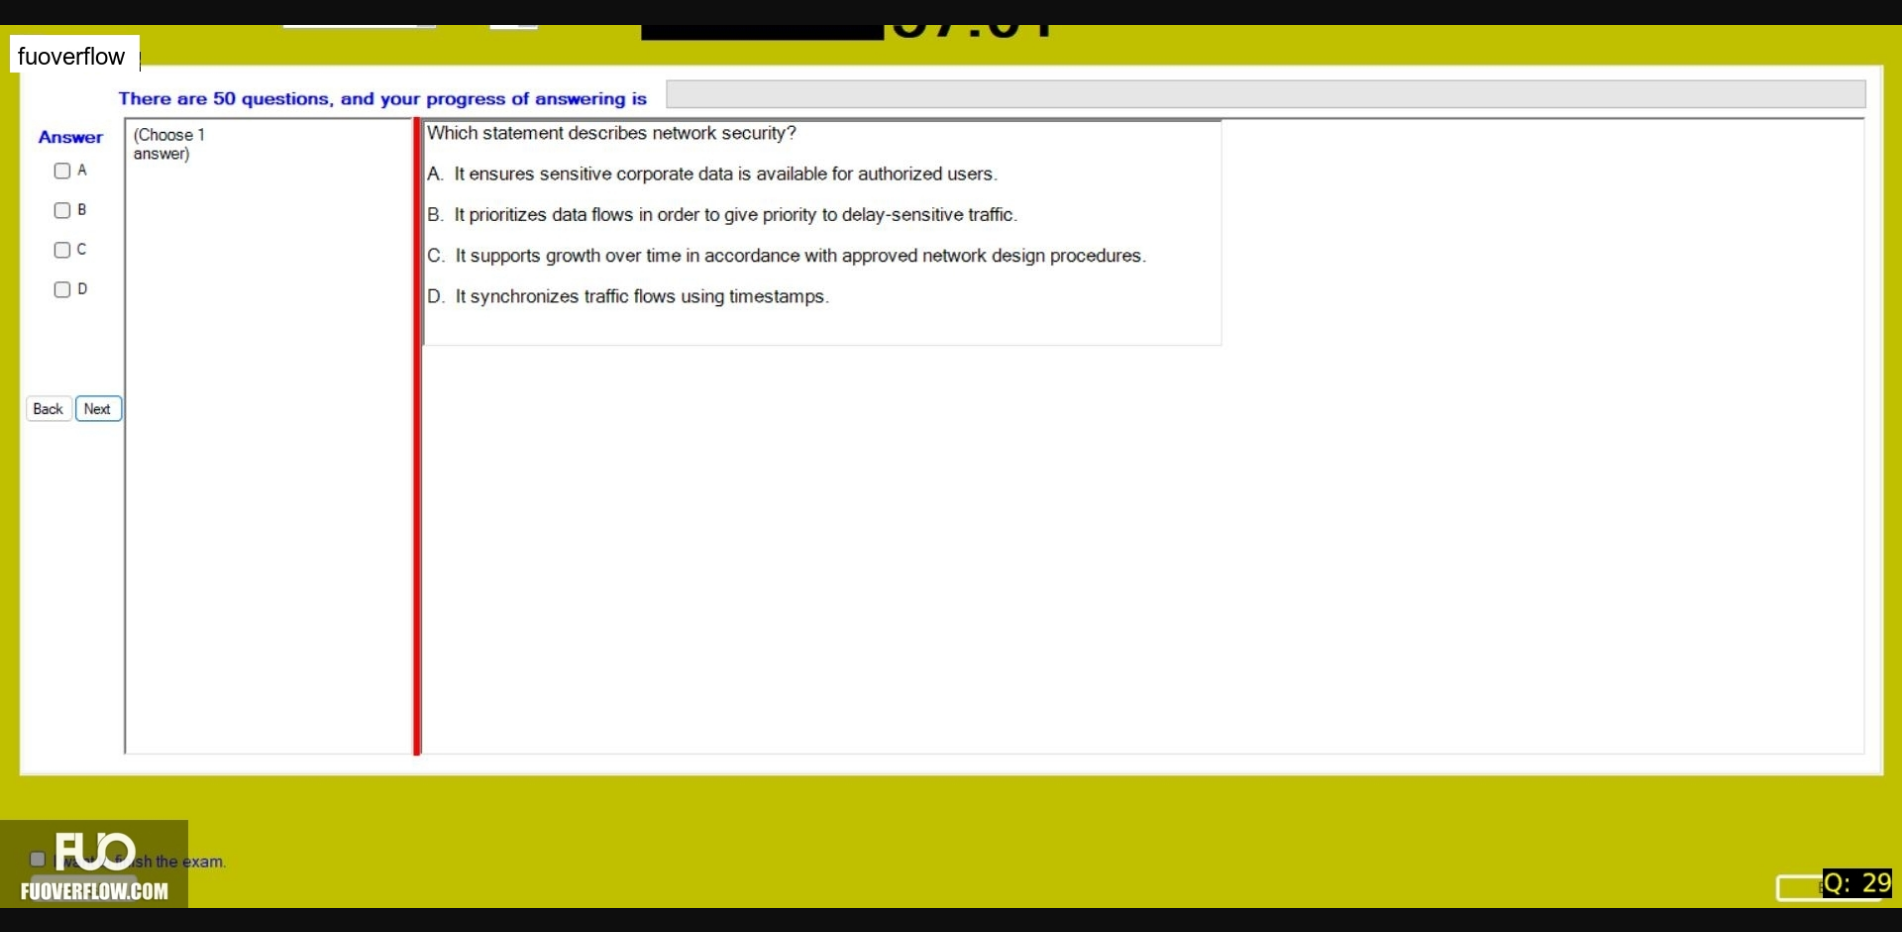 fuoverflow
There are 50 questions, and your progress of answering is
Answer
(Choose 1
answer)
A
B
C
D
Back
Next
Which statement describes network security?
A. It ensures sensitive corporate data is available for authorized users.
B. It prioritizes data flows in order to give priority to delay-sensitive traffic.
C. It supports growth over time in accordance with approved network design procedures.
D. It synchronizes traffic flows using timestamps.
FUO
the exam.
FUOVERFLOW.COM
Q: 29